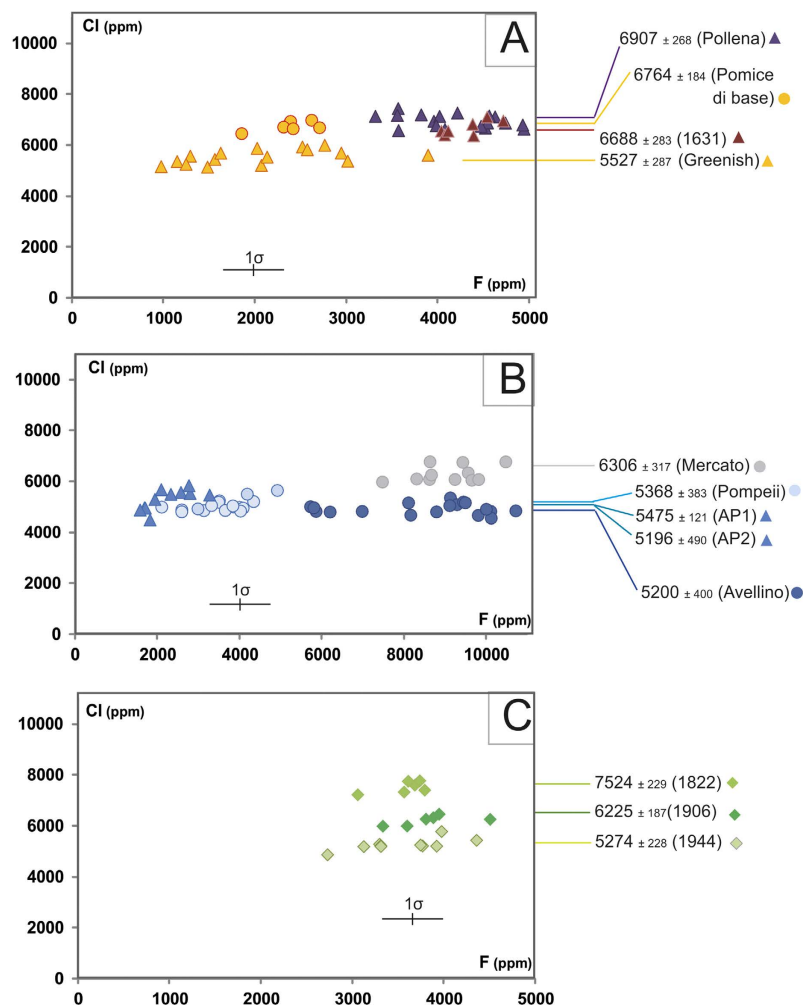 Cl (ppm)
A
10000
8000
6000
4000
2000
0
1σ
F (ppm)
0 1000 2000 3000 4000 5000
6907 ± 268 (Pollena)
6764 ± 184 (Pomice
di base)
6688 ± 283 (1631)
5527 ± 287 (Greenish)
Cl (ppm)
B
10000
8000
6000
4000
2000
0
1σ
F (ppm)
0 2000 4000 6000 8000 10000
6306 ± 317 (Mercato)
5368 ± 383 (Pompeii)
5475 ± 121 (AP1)
5196 ± 490 (AP2)
5200 ± 400 (Avellino)
Cl (ppm)
C
10000
8000
6000
4000
2000
0
1σ
F (ppm)
0 1000 2000 3000 4000 5000
7524 ± 229 (1822)
6225 ± 187(1906)
5274 ± 228 (1944)